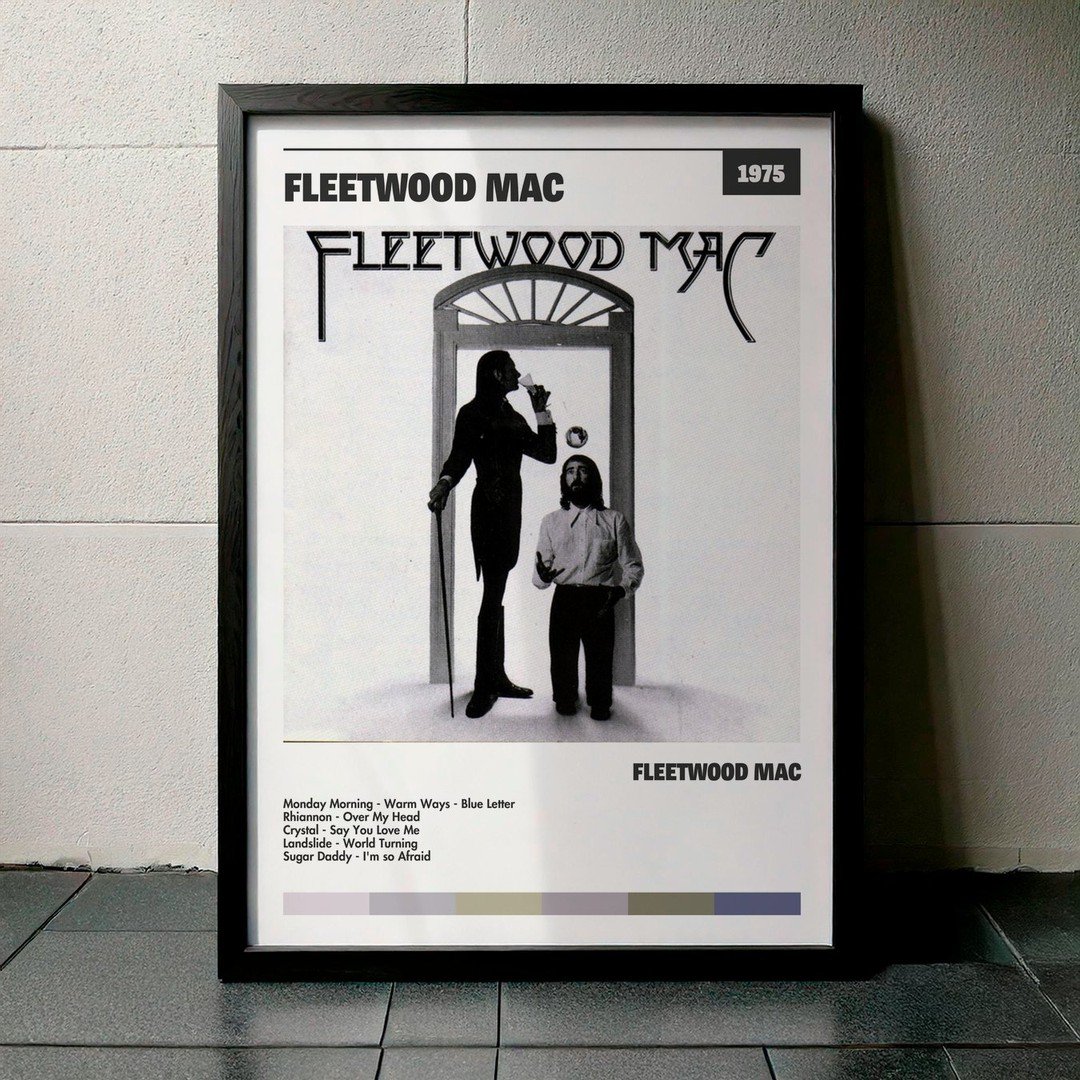 FLEETWOOD MAC
1975
FLEETWOOD MAC
FLEETWOOD MAC
Monday Morning - Warm Ways - Blue Letter
Rhiannon - Over My Head
Crystal - Say You Love Me
Landslide - World Turning
Sugar Daddy - I'm so Afraid